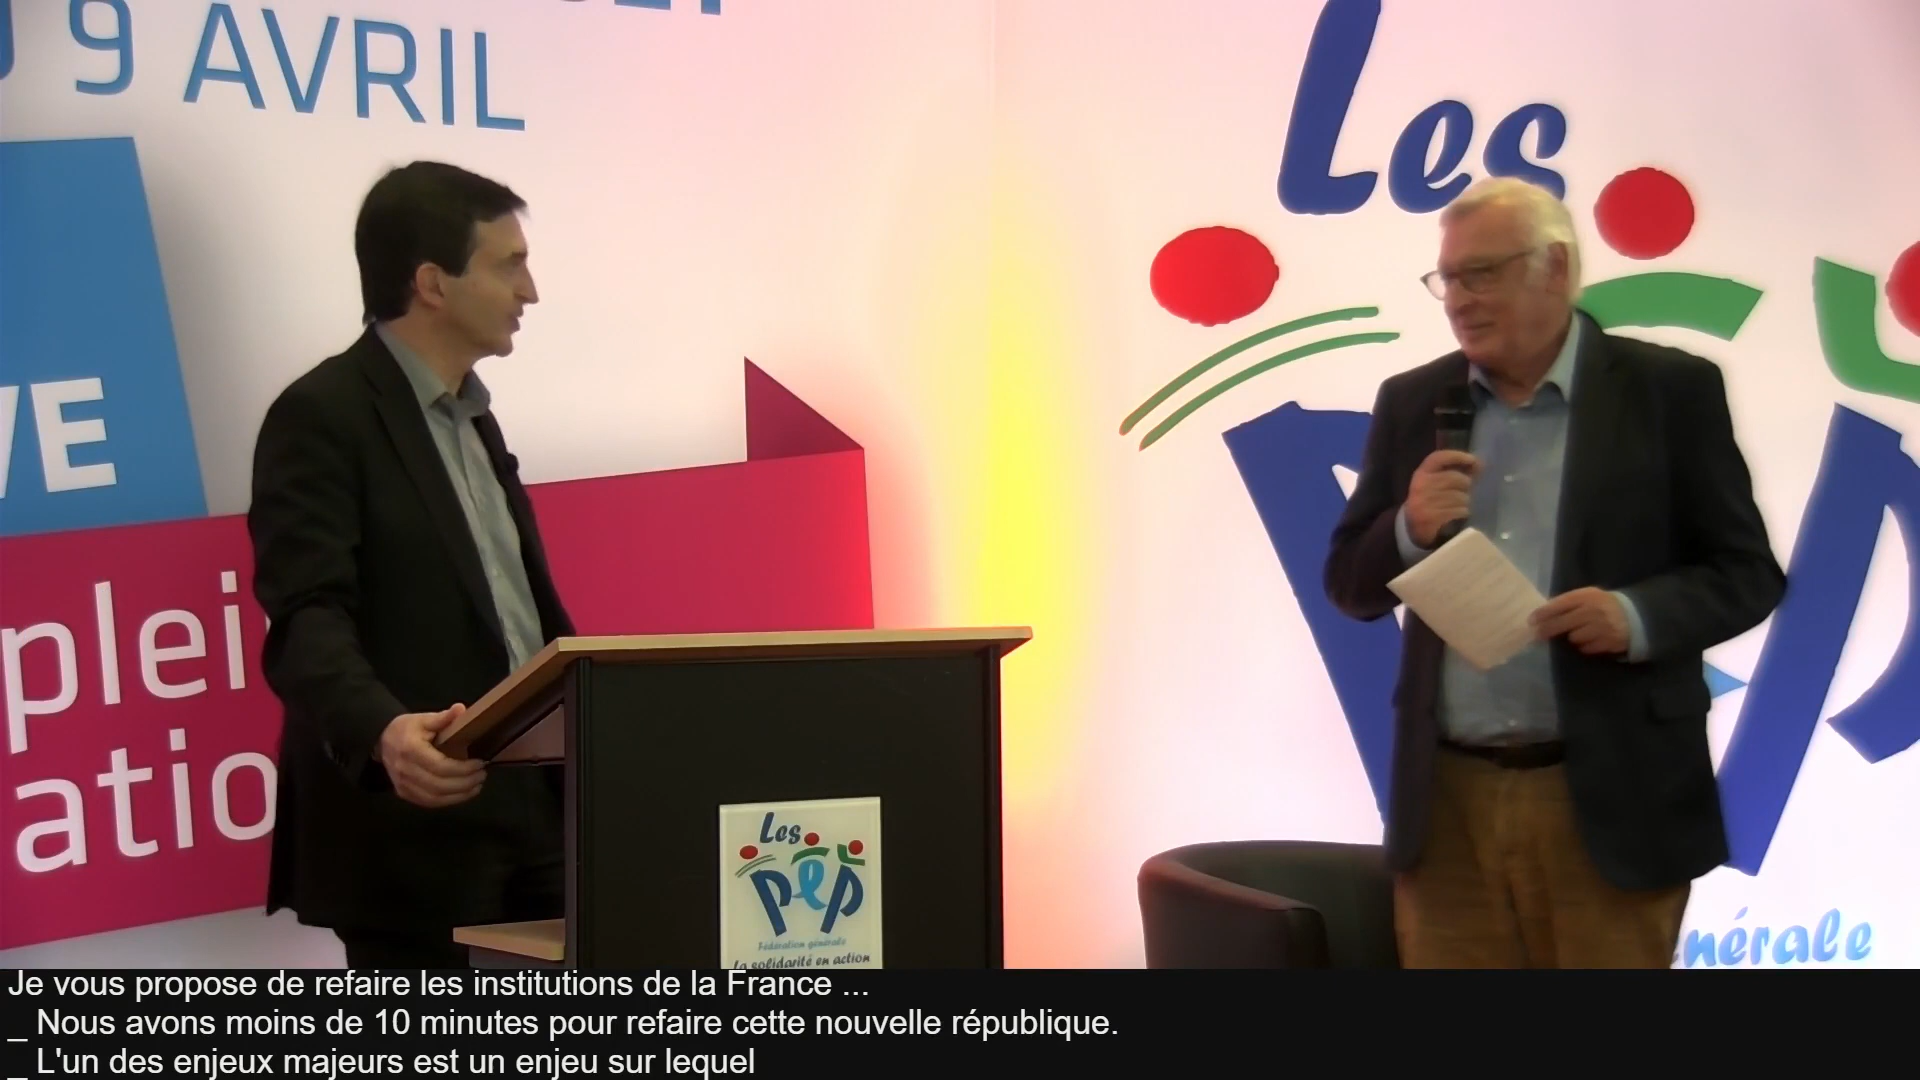 9 AVRIL
VE
plei
atio
Les
énérale
Les
pep
Fédération générale
La solidarité en action
Je vous propose de refaire les institutions de la France ...
_ Nous avons moins de 10 minutes pour refaire cette nouvelle république.
_ L'un des enjeux majeurs est un enjeu sur lequel